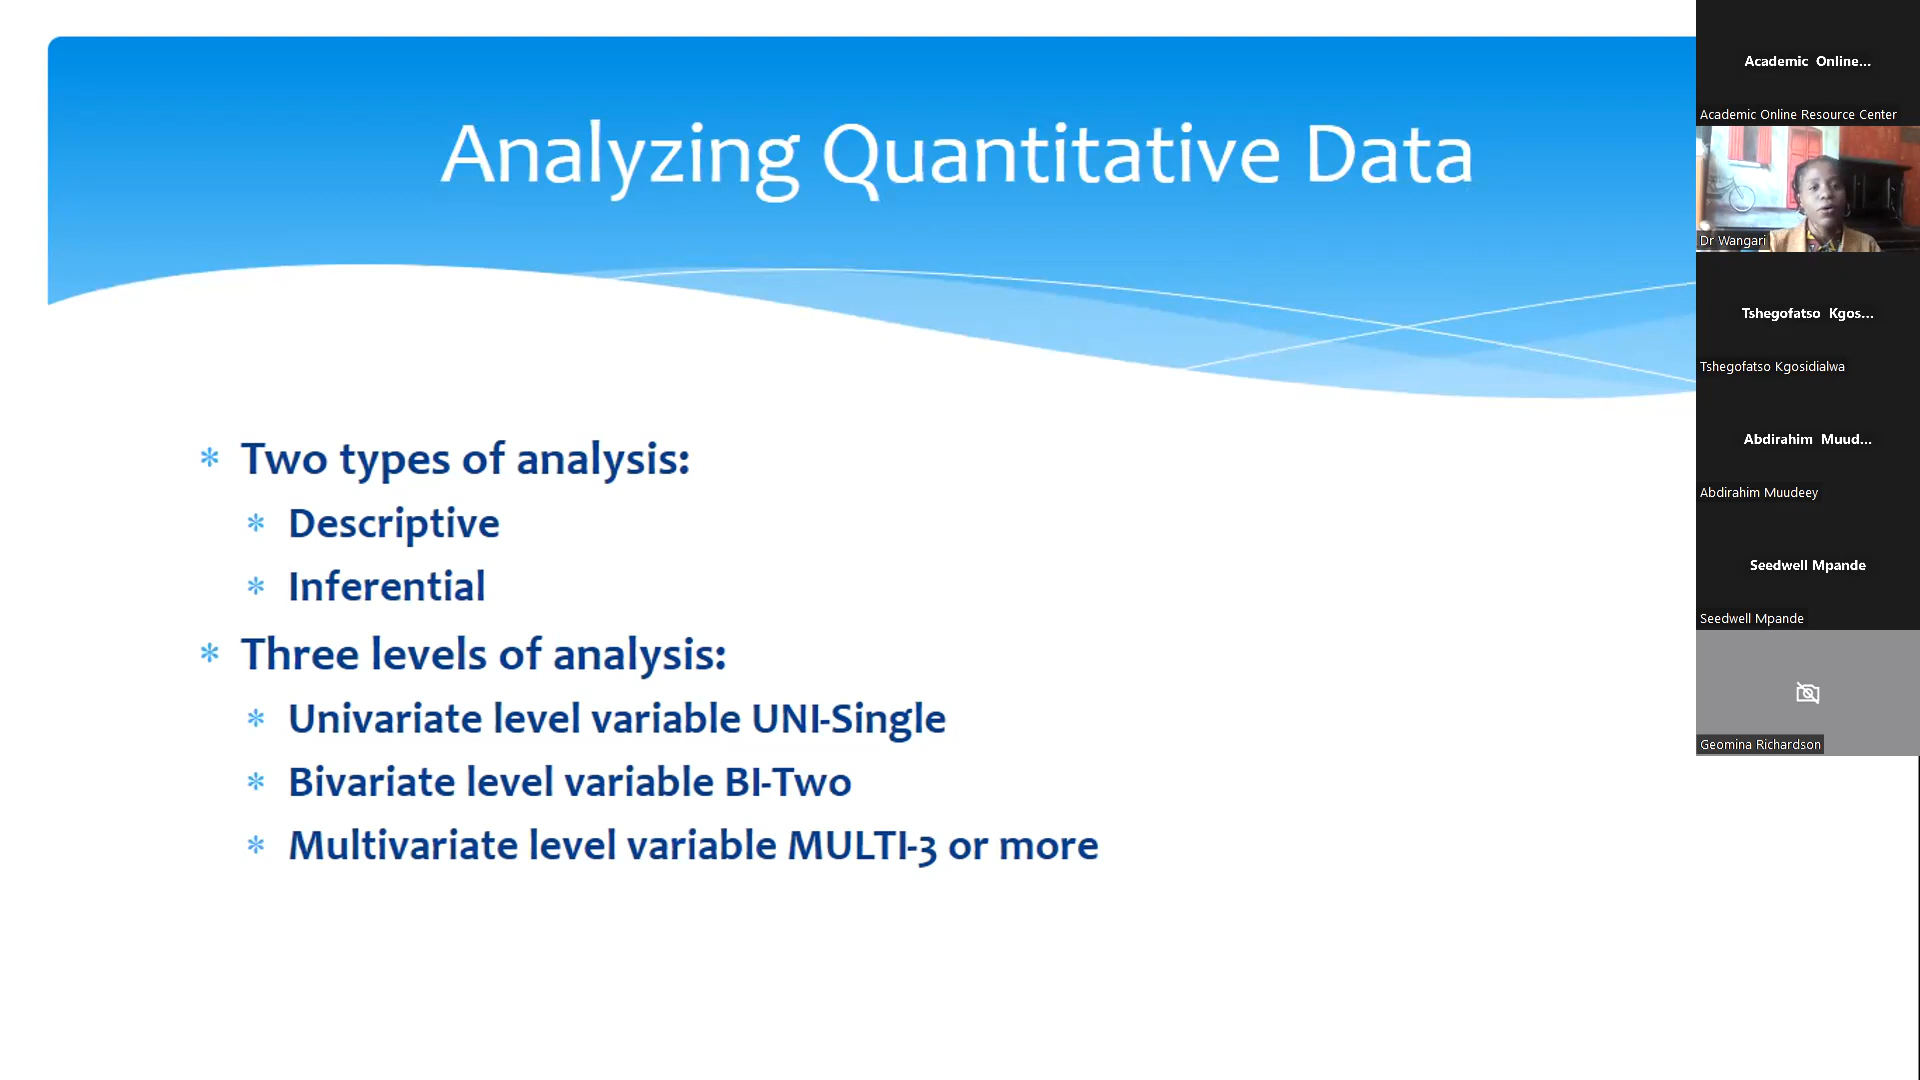 Analyzing Quantitative Data
* Two types of analysis:
* Descriptive
* Inferential
* Three levels of analysis:
* Univariate level variable UNI-Single
* Bivariate level variable BI-Two
* Multivariate level variable MULTI-3 or more
Academic Online...
Academic Online Resource Center
Dr Wangari
Tshegofatso Kgos...
Tshegofatso Kgosidialwa
Abdirahim Muud...
Abdirahim Muudeey
Seedwell Mpande
Seedwell Mpande
Geomina Richardson